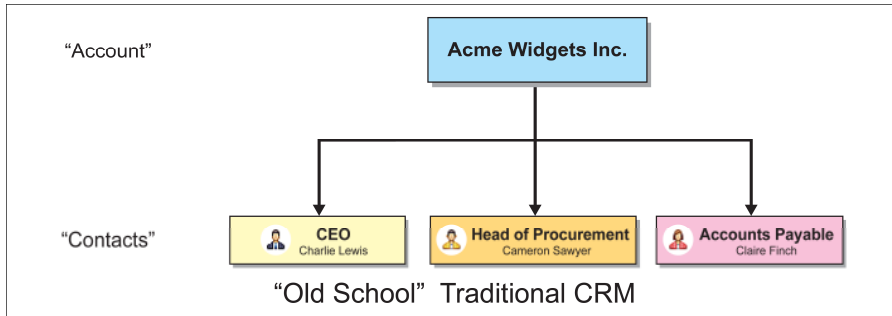 “Account”
Acme Widgets Inc.
“Contacts”
CEO
Charlie Lewis
Head of Procurement
Cameron Sawyer
Accounts Payable
Claire Finch
“Old School” Traditional CRM